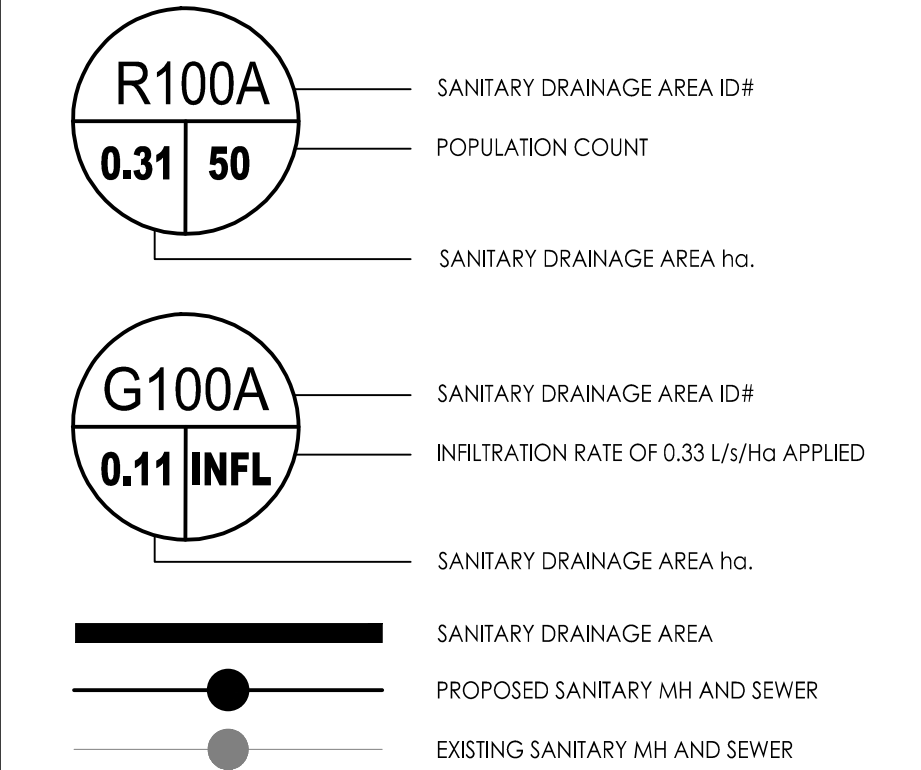 R100A
SANITARY DRAINAGE AREA ID#
POPULATION COUNT
0.31 50
SANITARY DRAINAGE AREA ha.
G100A
SANITARY DRAINAGE AREA ID#
INFILTRATION RATE OF 0.33 L/s/Ha APPLIED
0.11 INFL
SANITARY DRAINAGE AREA ha.
SANITARY DRAINAGE AREA
PROPOSED SANITARY MH AND SEWER
EXISTING SANITARY MH AND SEWER